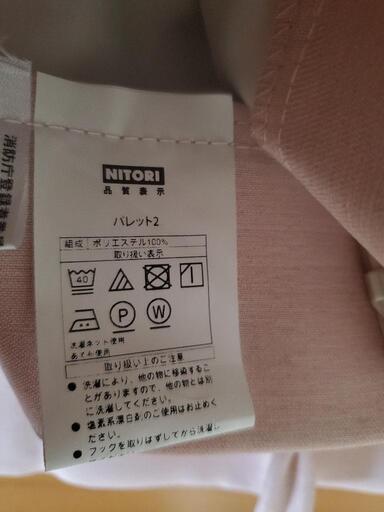 NITORI
品質表示
パレット2
組成 ポリエステル100%
取り扱い表示
40
P W
洗濯ネット使用
あて布使用
取り扱い上のご注意
● 洗濯により、他の物に移染するこ
とがありますので、他の物とは別
に洗濯してください。
● 塩素系漂白剤のご使用はお止めく
ださい。
● フックを取りはずしてから洗濯し
消防庁登録者番号